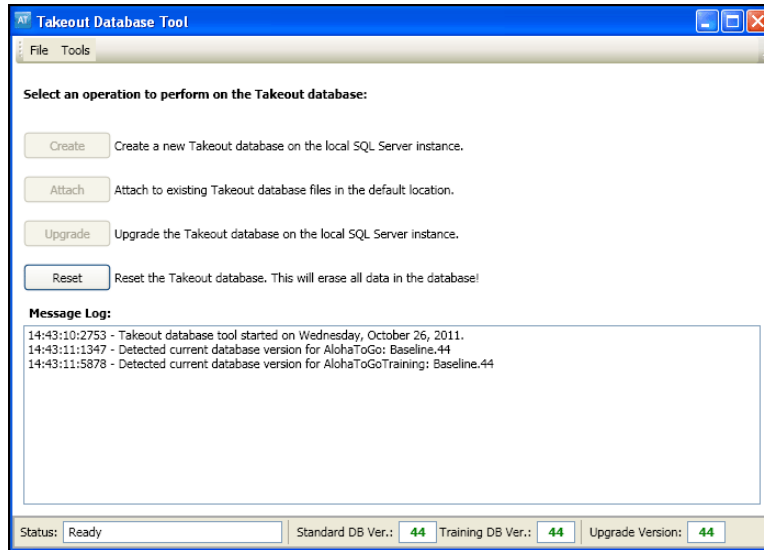 AT Takeout Database Tool
File Tools
Select an operation to perform on the Takeout database:
Create Create a new Takeout database on the local SQL Server instance.
Attach Attach to existing Takeout database files in the default location.
Upgrade Upgrade the Takeout database on the local SQL Server instance.
Reset Reset the Takeout database. This will erase all data in the database!
Message Log:
14:43:10:2753 - Takeout database tool started on Wednesday, October 26, 2011.
14:43:11:1347 - Detected current database version for AlohaToGo: Baseline.44
14:43:11:5878 - Detected current database version for AlohaToGoTraining: Baseline.44
Status: Ready Standard DB Ver.: 44 Training DB Ver.: 44 Upgrade Version: 44